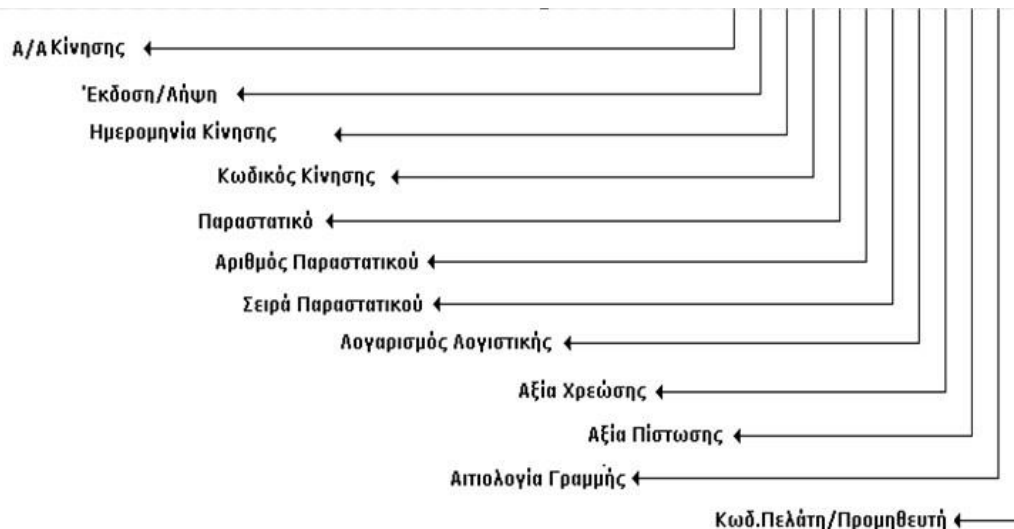 Α/Α Κίνησης
Έκδοση/Λήψη
Ημερομηνία Κίνησης
Κωδικός Κίνησης
Παραστατικό
Αριθμός Παραστατικού
Σειρά Παραστατικού
Λογαρισμός Λογιστικής
Αξία Χρεώσης
Αξία Πίστωσης
Αιτιολογία Γραμμής
Κωδ.Πελάτη/Προμηθευτή